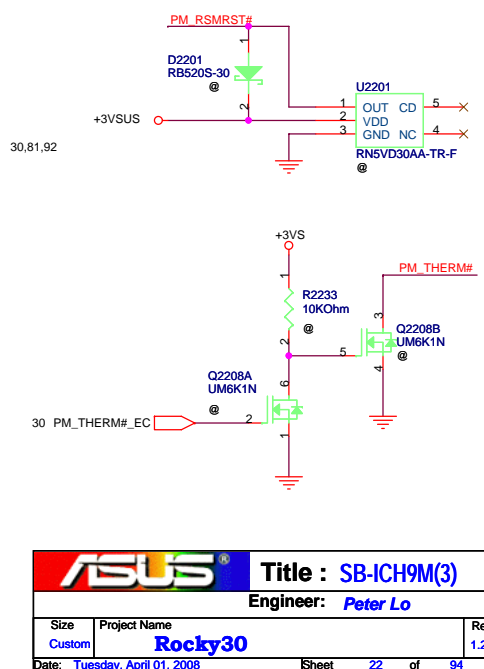 PM_RSMRST#
1
D2201
RB520S-30
@
2
+3VSUS
U2201
1 OUT CD 5
2 VDD
3 GND NC 4
RN5VD30AA-TR-F
@
30,81,92
+3VS
1
R2233
10KOhm
@
2
PM_THERM#
3
Q2208B
UM6K1N
@
5
4
Q2208A
UM6K1N
@
6
30 PM_THERM#_EC
2
1
ASUS®
Title : SB-ICH9M(3)
Engineer: Peter Lo
Size Project Name Re
Custom Rocky30 1.2
Date: Tuesday, April 01, 2008 Sheet 22 of 94